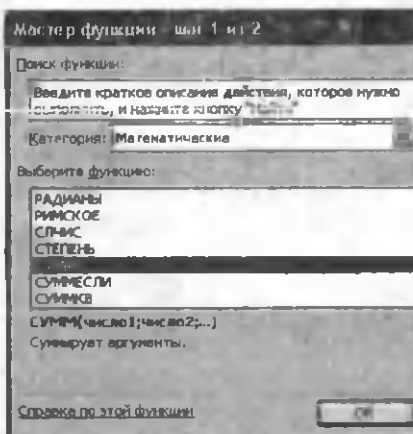 Мастер функции - шаг 1 из 2
Поиск функции:
Введите краткое описание действия, которое нужно
выполнить, и нажмите кнопку
Категория: Математические
Выберите функцию:
РАДИАНЫ
РИМСКОЕ
СЛЧИС
СТЕПЕНЬ
СУММЕСЛИ
СУММКВ
СУММ(число1;число2;...)
Суммирует аргументы.
Справка по этой функции
ОК